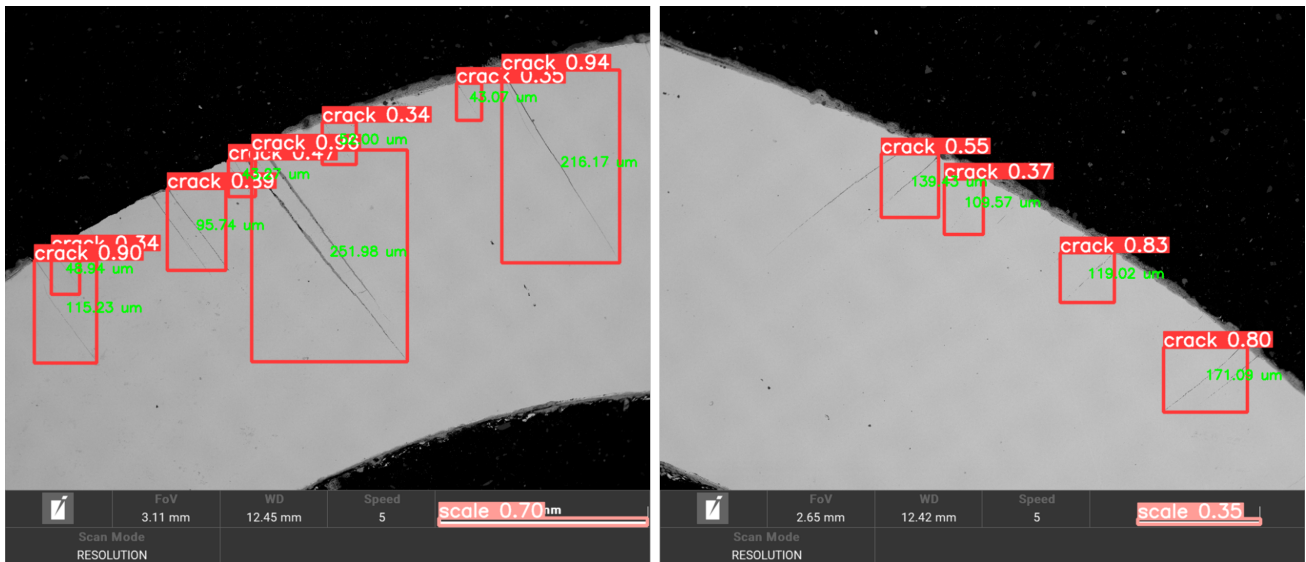 crack 0.94
crack 0.35
43.07 um
crack 0.34
crack 0.96
crack 0.47
216.17 um
95.74 um
251.98 um
crack 0.34
crack 0.90
48.94 um
115.23 um
FoV
3.11 mm
WD
12.45 mm
Speed
5
scale 0.70
Scan Mode
RESOLUTION
crack 0.55
crack 0.37
139.43 um
109.57 um
crack 0.83
119.02 um
crack 0.80
171.09 um
FoV
2.65 mm
WD
12.42 mm
Speed
5
scale 0.35
Scan Mode
RESOLUTION